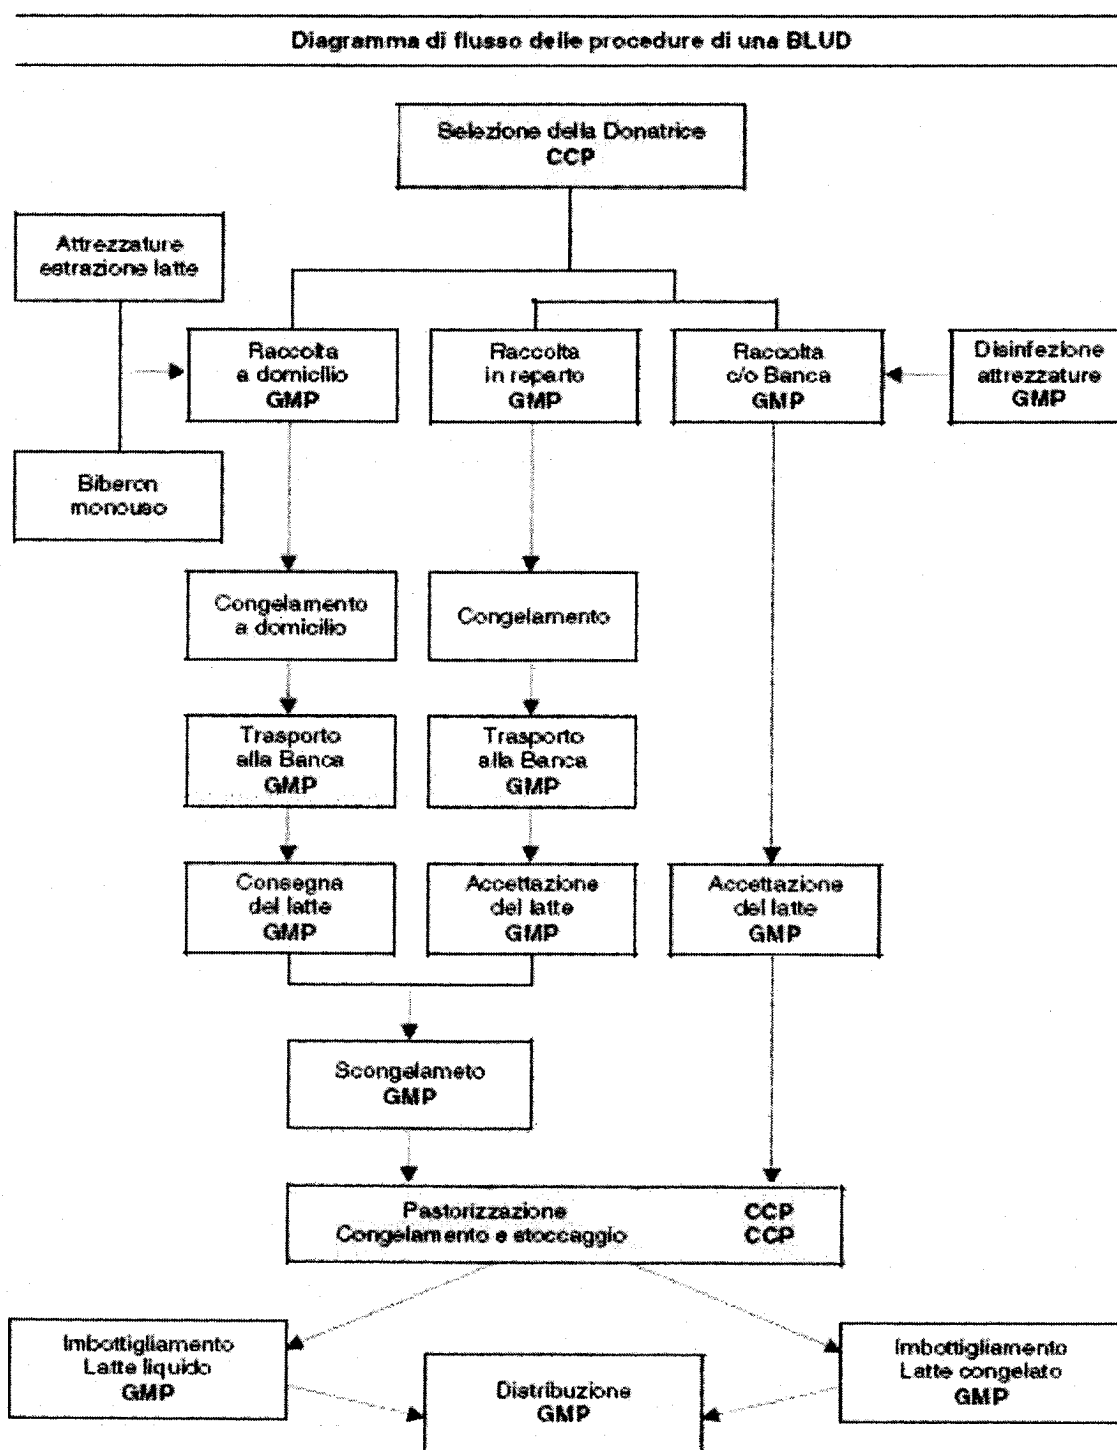 Diagramma di flusso delle procedure di una BLUD
Selezione della Donatrice
CCP
Attrezzature
estrazione latte
Raccolta
a domicilio
GMP
Raccolta
in reparto
GMP
Raccolta
c/o Banca
GMP
Disinfezione
attrezzature
GMP
Biberon
monouso
Congelamento
a domicilio
Congelamento
Trasporto
alla Banca
GMP
Trasporto
alla Banca
GMP
Consegna
del latte
GMP
Accettazione
del latte
GMP
Accettazione
del latte
GMP
Scongelameto
GMP
Pastorizzazione CCP
Congelamento e stoccaggio CCP
Imbottigliamento
Latte liquido
GMP
Distribuzione
GMP
Imbottigliamento
Latte congelato
GMP